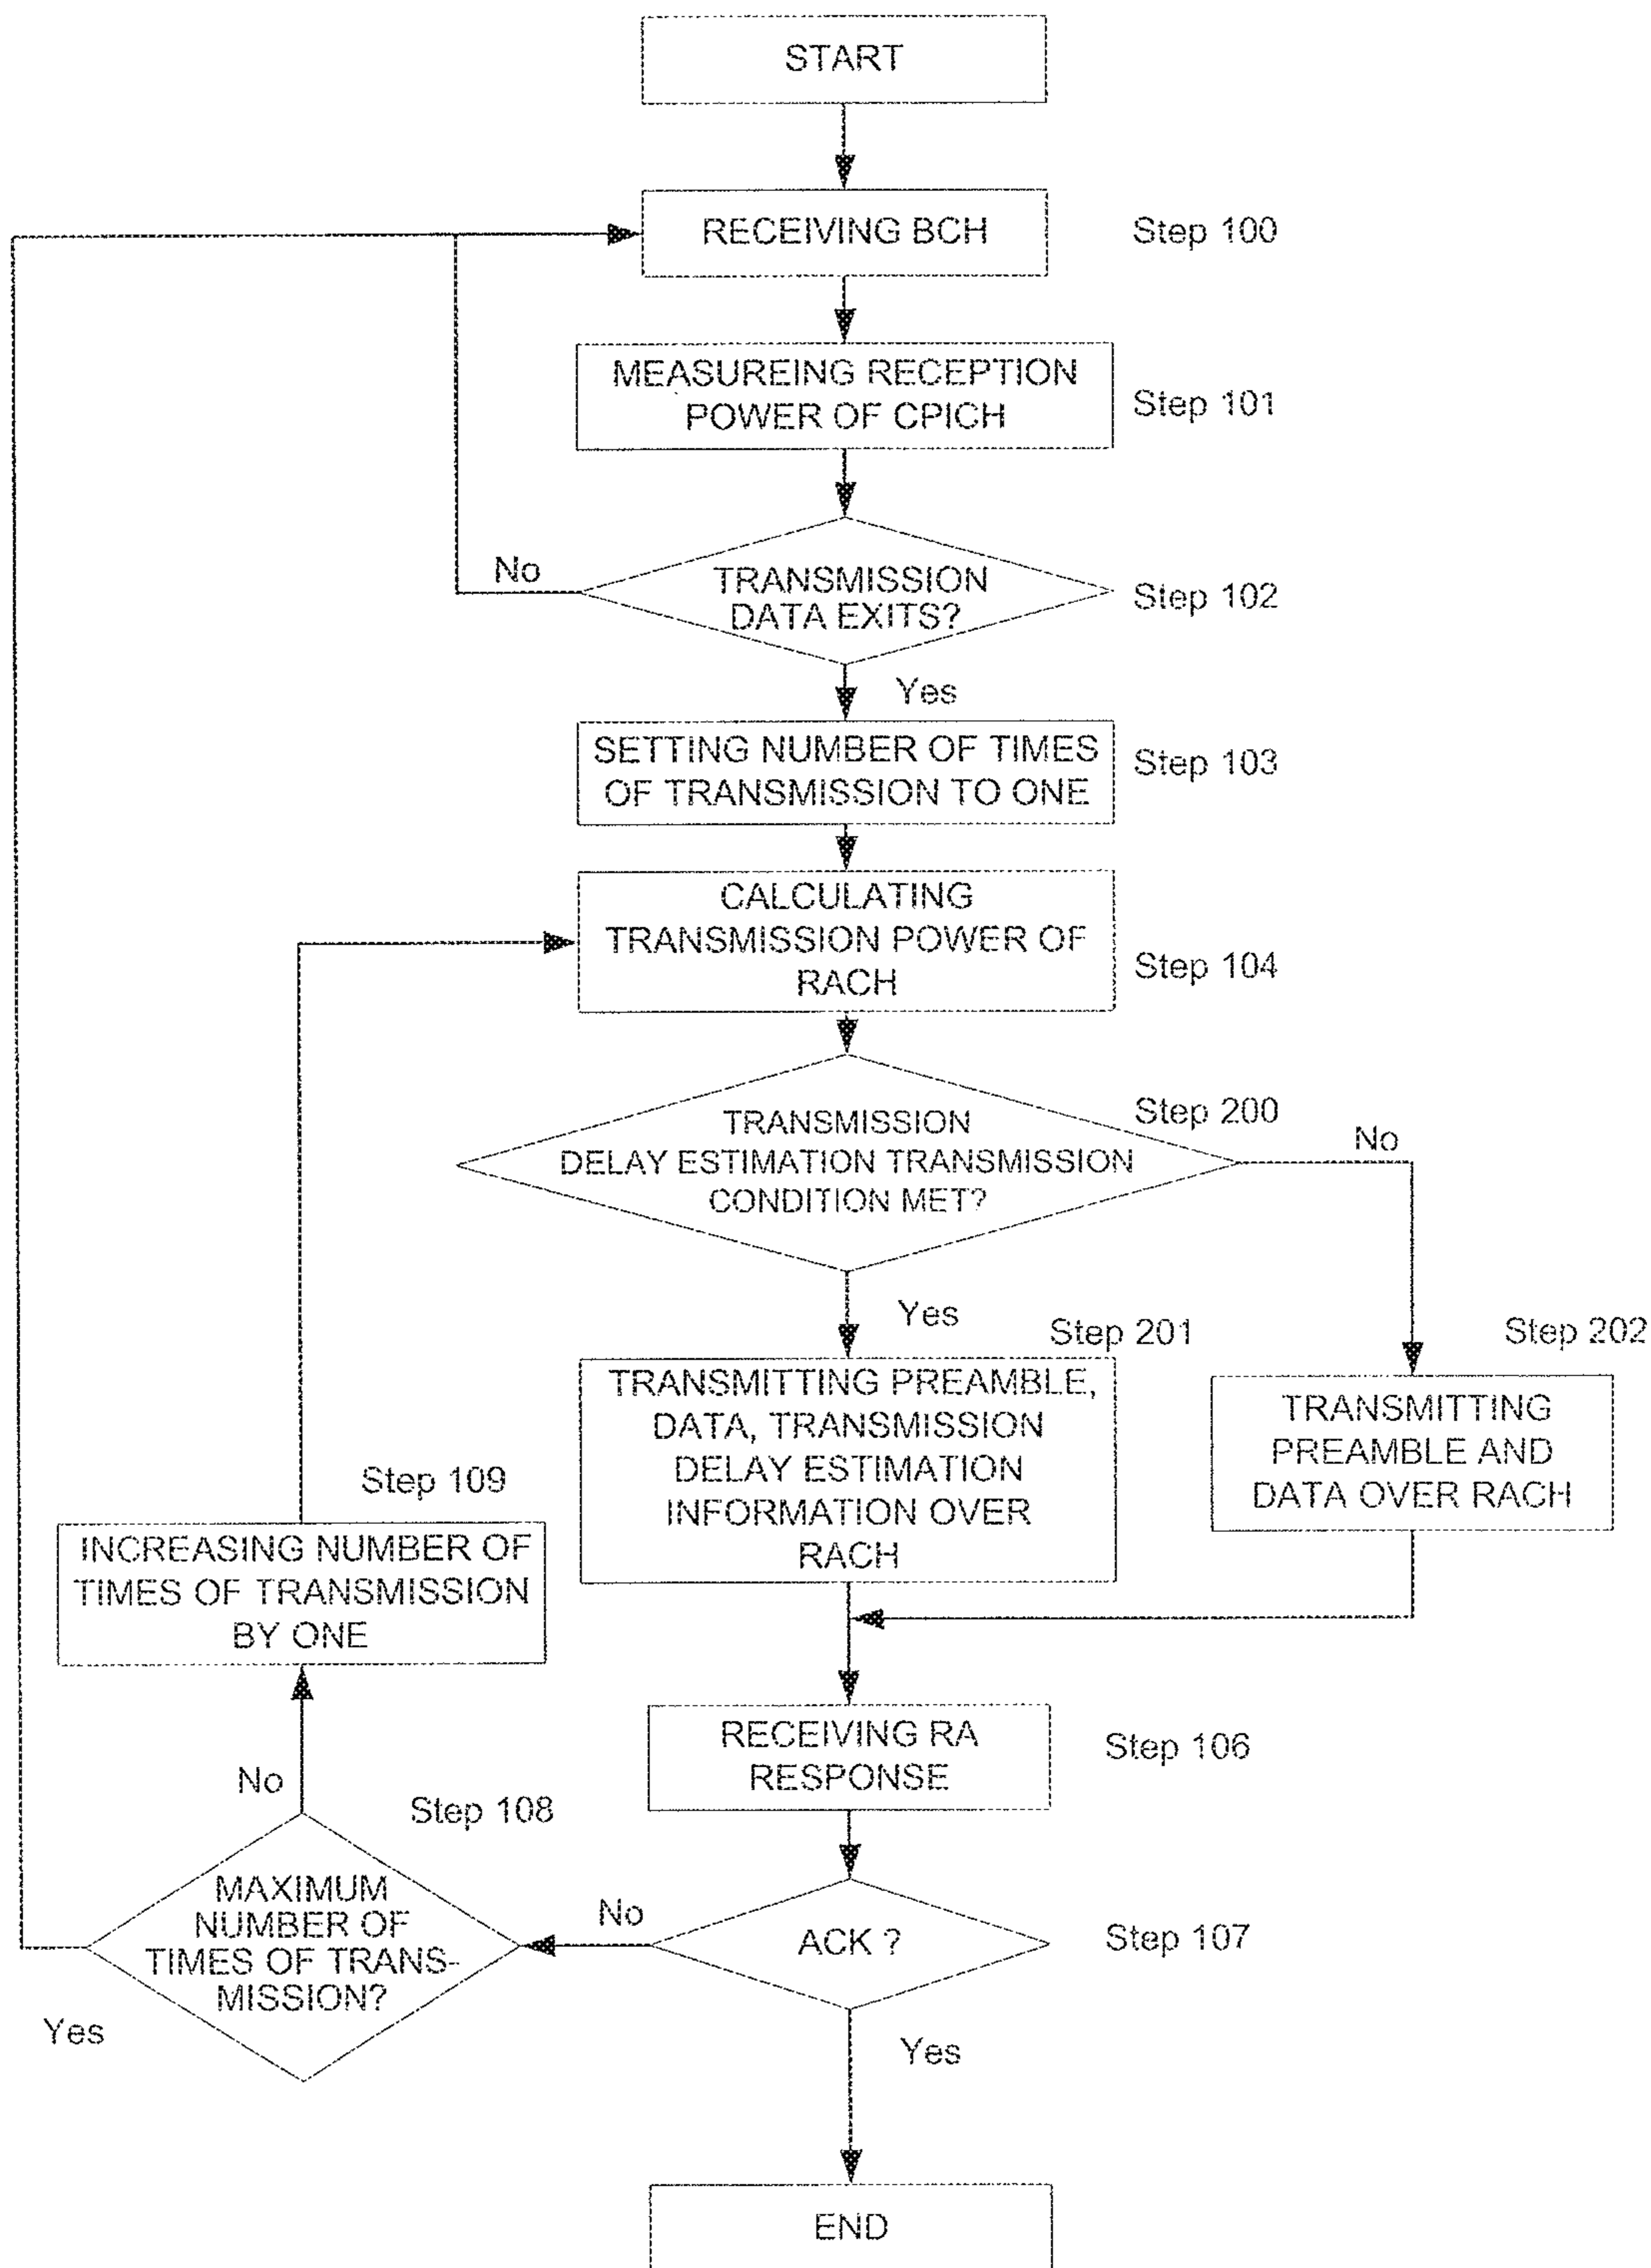 START
RECEIVING BCH
Step 100
MEASUREING RECEPTION
POWER OF CPICH
Step 101
No
TRANSMISSION
DATA EXITS?
Step 102
Yes
SETTING NUMBER OF TIMES
OF TRANSMISSION TO ONE
Step 103
CALCULATING
TRANSMISSION POWER OF
RACH
Step 104
TRANSMISSION
DELAY ESTIMATION TRANSMISSION
CONDITION MET?
Step 200
No
Yes
Step 201
TRANSMITTING PREAMBLE,
DATA, TRANSMISSION
DELAY ESTIMATION
INFORMATION OVER
RACH
Step 202
TRANSMITTING
PREAMBLE AND
DATA OVER RACH
Step 109
INCREASING NUMBER OF
TIMES OF TRANSMISSION
BY ONE
RECEIVING RA
RESPONSE
Step 106
No
Step 108
MAXIMUM
NUMBER OF
TIMES OF TRANS-
MISSION?
Yes
No
ACK ?
Step 107
Yes
END